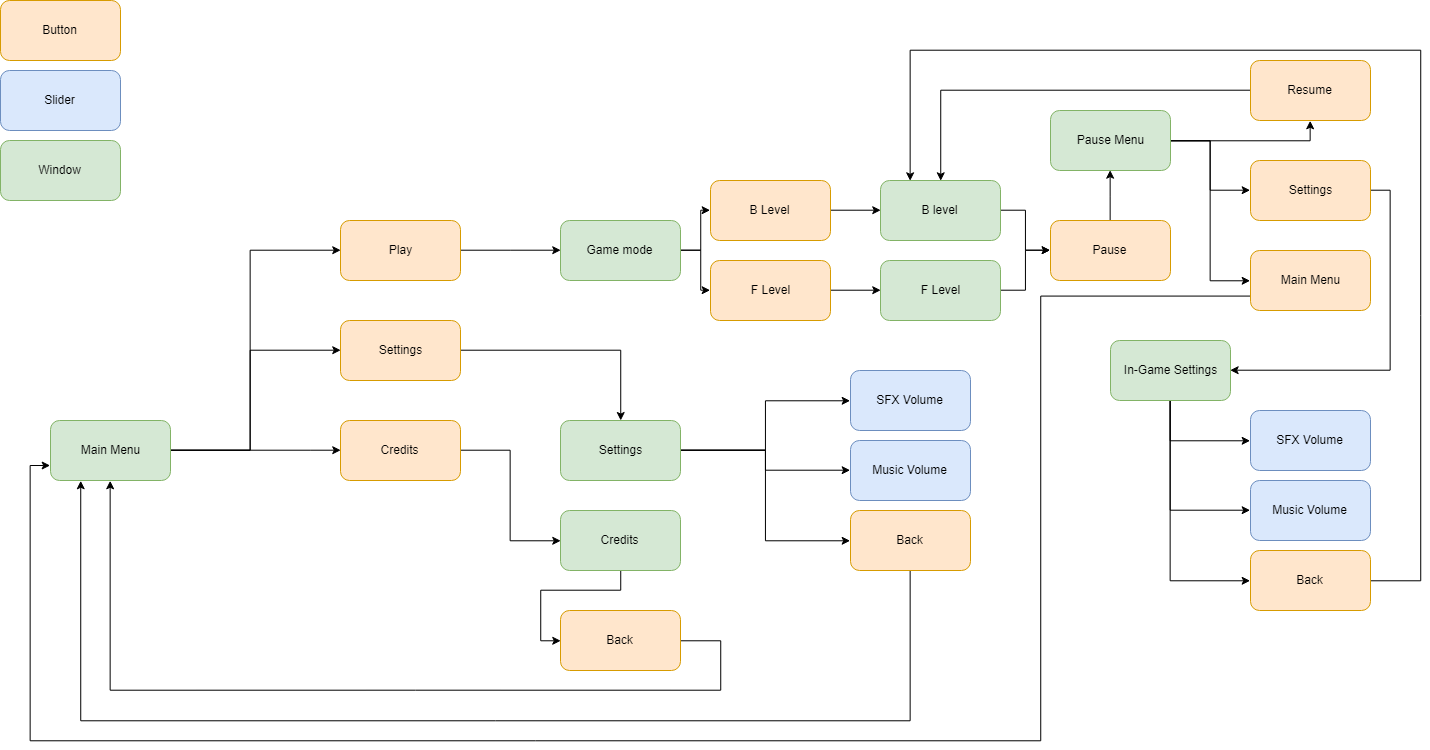 Button
Slider
Window
Resume
Pause Menu
Settings
B Level
B level
Play
Game mode
Pause
F Level
F Level
Main Menu
Settings
In-Game Settings
SFX Volume
Main Menu
Credits
Settings
Music Volume
SFX Volume
Music Volume
Credits
Back
Back
Back